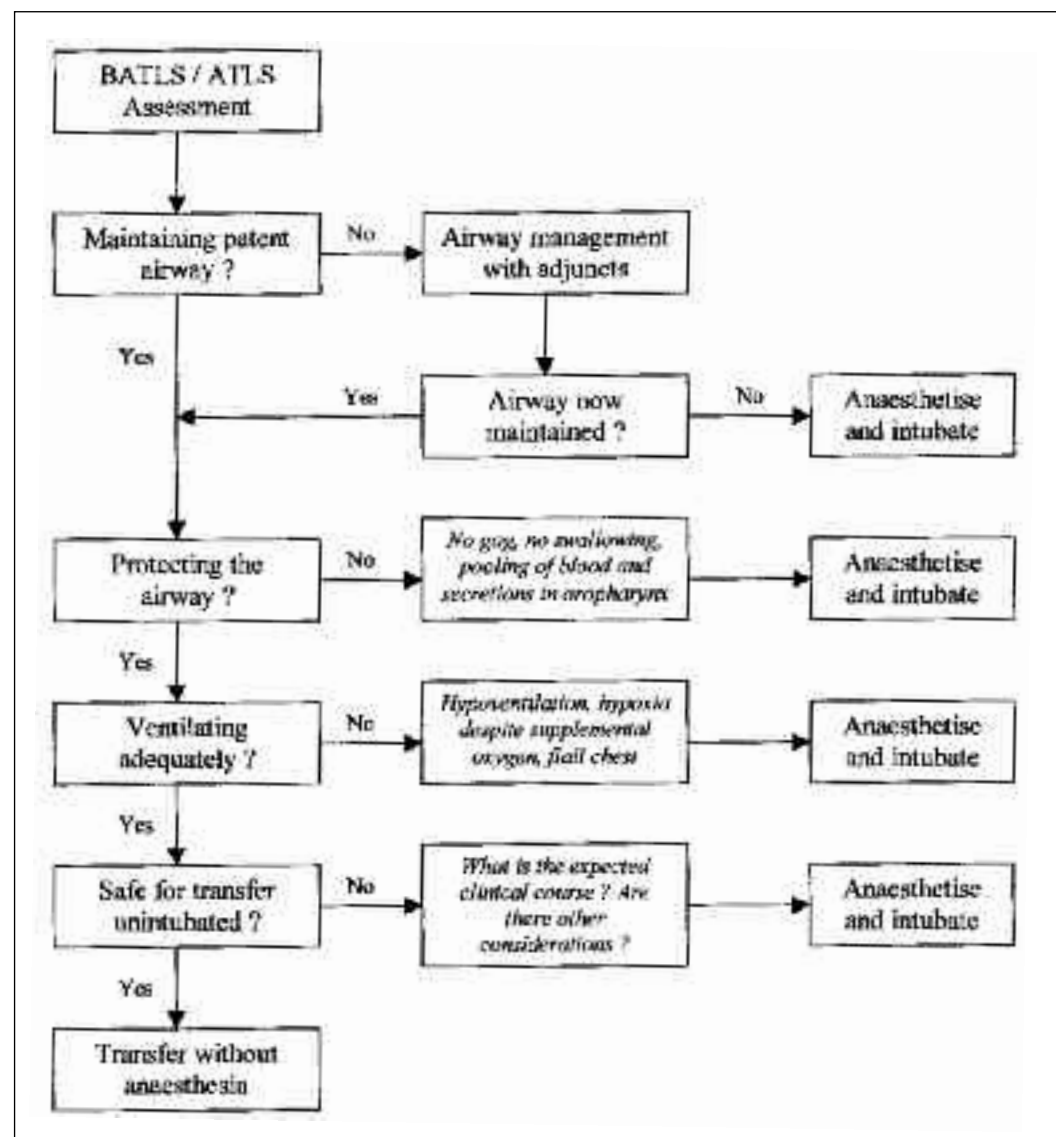 BATLS / ATLS
Assessment
Maintaining patent
airway ?
No
Airway management
with adjuncts
Yes
Yes
Airway now
maintained ?
No
Anaesthetise
and intubate
Protecting the
airway ?
No
No gag, no swallowing,
pooling of blood and
secretions in oropharynx
Anaesthetise
and intubate
Yes
Ventilating
adequately ?
No
Hypoventilation, hypoxia
despite supplemental
oxygen, flail chest
Anaesthetise
and intubate
Yes
Safe for transfer
unintubated ?
No
What is the expected
clinical course ? Are
there other
considerations ?
Anaesthetise
and intubate
Yes
Transfer without
anaesthesia